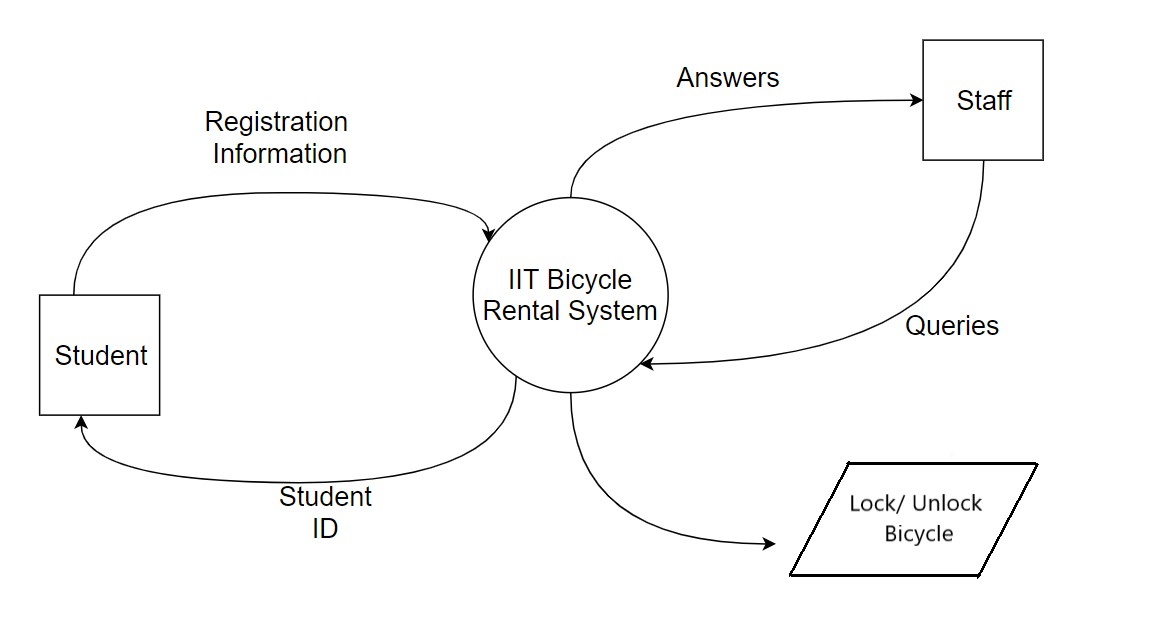 Answers
Staff
Registration
Information
IIT Bicycle
Rental System
Queries
Student
Student
ID
Lock/ Unlock
Bicycle